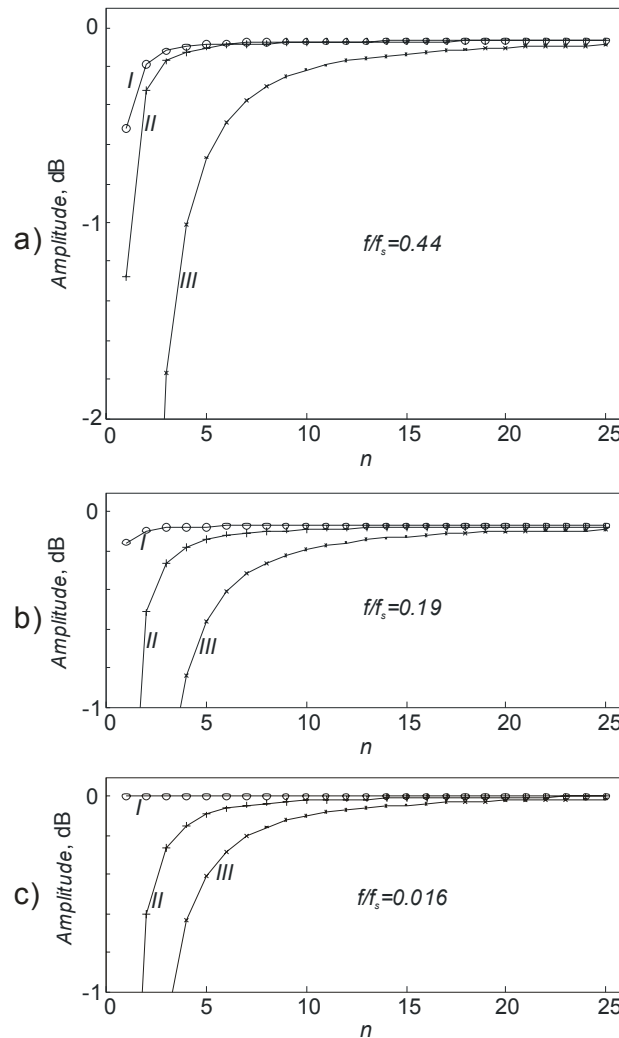 a)
Amplitude, dB
0
-1
-2
I
II
III
f/fs=0.44
0 5 10 15 20 25
n
b)
Amplitude, dB
0
-1
I
II
III
f/fs=0.19
0 5 10 15 20 25
n
c)
Amplitude, dB
0
-1
I
II
III
f/fs=0.016
0 5 10 15 20 25
n